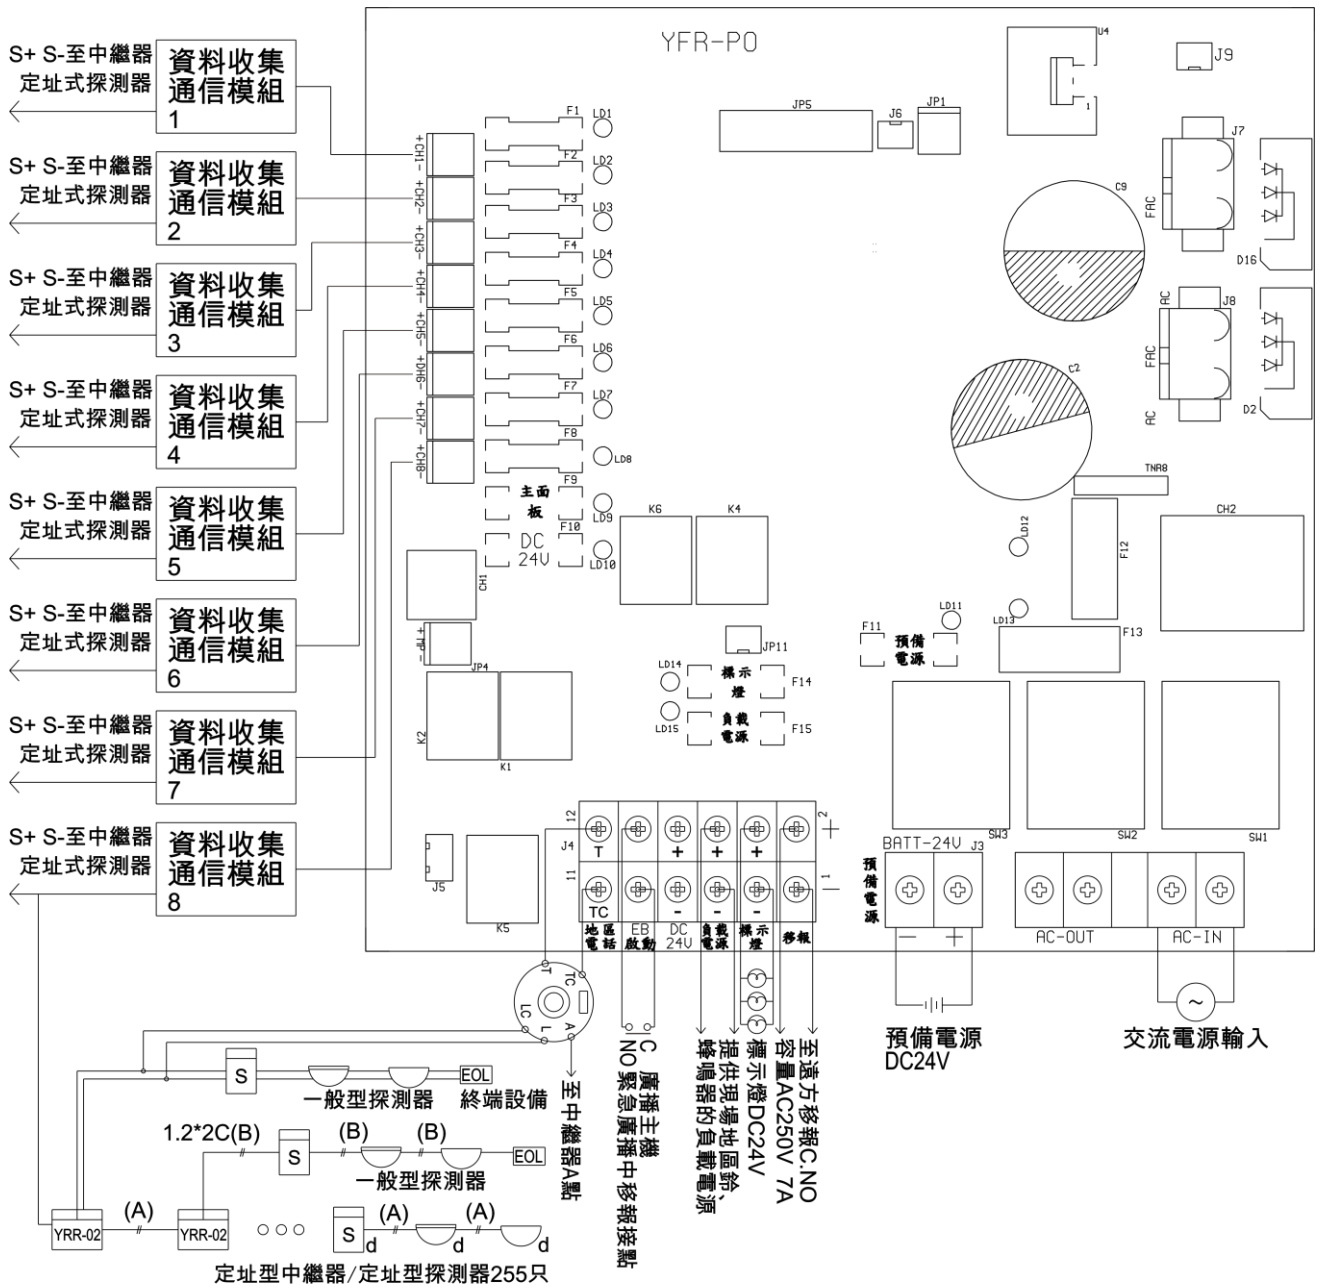 YFR-PO
U4
1
J9
JP5
J6
JP1
J7
FAC
D16
C9
AC
J8
FAC
AC
D2
C2
TNR8
CH2
LD12
F12
LD13
F13
LD11
F11
預備
電源
S+ S-至中繼器
定址式探測器
資料收集
通信模組
1
S+ S-至中繼器
定址式探測器
資料收集
通信模組
2
S+ S-至中繼器
定址式探測器
資料收集
通信模組
3
S+ S-至中繼器
定址式探測器
資料收集
通信模組
4
S+ S-至中繼器
定址式探測器
資料收集
通信模組
5
S+ S-至中繼器
定址式探測器
資料收集
通信模組
6
S+ S-至中繼器
定址式探測器
資料收集
通信模組
7
S+ S-至中繼器
定址式探測器
資料收集
通信模組
8
+CH1-
+CH2-
+CH3-
+CH4-
+CH5-
+DH6-
+CH7-
+CH8-
F1 LD1
F2 LD2
F3 LD3
F4 LD4
F5 LD5
F6 LD6
F7 LD7
F8 LD8
主面
板
F9 LD9
DC
24V
F10 LD10
K6
K4
CH1
JP4
K2
K1
JP11
LD14
標示
燈
F14
LD15
負載
電源
F15
J5
K5
SW3
SW2
SW1
J4
12
11
2
1
+
—
T
+
+
+
TC
-
-
-
地區
電話
EB
啟動
DC
24V
負載
電源
標示
燈
移報
BATT-24V
J3
預備電源
— +
AC-OUT
AC-IN
預備電源
DC24V
~
交流電源輸入
T
TC
LC
L
A
至中繼器A點
C 廣播主機
NO 緊急廣播中移報接點
蜂鳴器的負載電源
提供現場地區鈴、
標示燈DC24V
容量AC250V 7A
至遠方移報C.NO
S
EOL
一般型探測器
終端設備
1.2*2C(B)
S
(B)
(B)
EOL
一般型探測器
YRR-02
(A)
YRR-02
S
d
(A)
d
(A)
d
定址型中繼器/定址型探測器255只